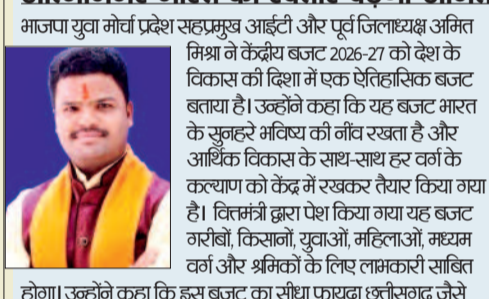 भाजपा युवा मोर्चा प्रदेश सहप्रमुख आईटी और पूर्व जिलाध्यक्ष अमित
मिश्रा ने केंद्रीय बजट 2026-27 को देश के
विकास की दिशा में एक ऐतिहासिक बजट
बताया है। उन्होंने कहा कि यह बजट भारत
के सुनहरे भविष्य की नींव रखता है और
आर्थिक विकास के साथ-साथ हर वर्ग के
कल्याण को केंद्र में रखकर तैयार किया गया
है। वित्तमंत्री द्वारा पेश किया गया यह बजट
गरीबों, किसानों, युवाओं, महिलाओं, मध्यम
वर्ग और श्रमिकों के लिए लाभकारी साबित
होगा। उन्होंने कहा कि इस बजट का सीधा फायदा छत्तीसगढ़ जैसे